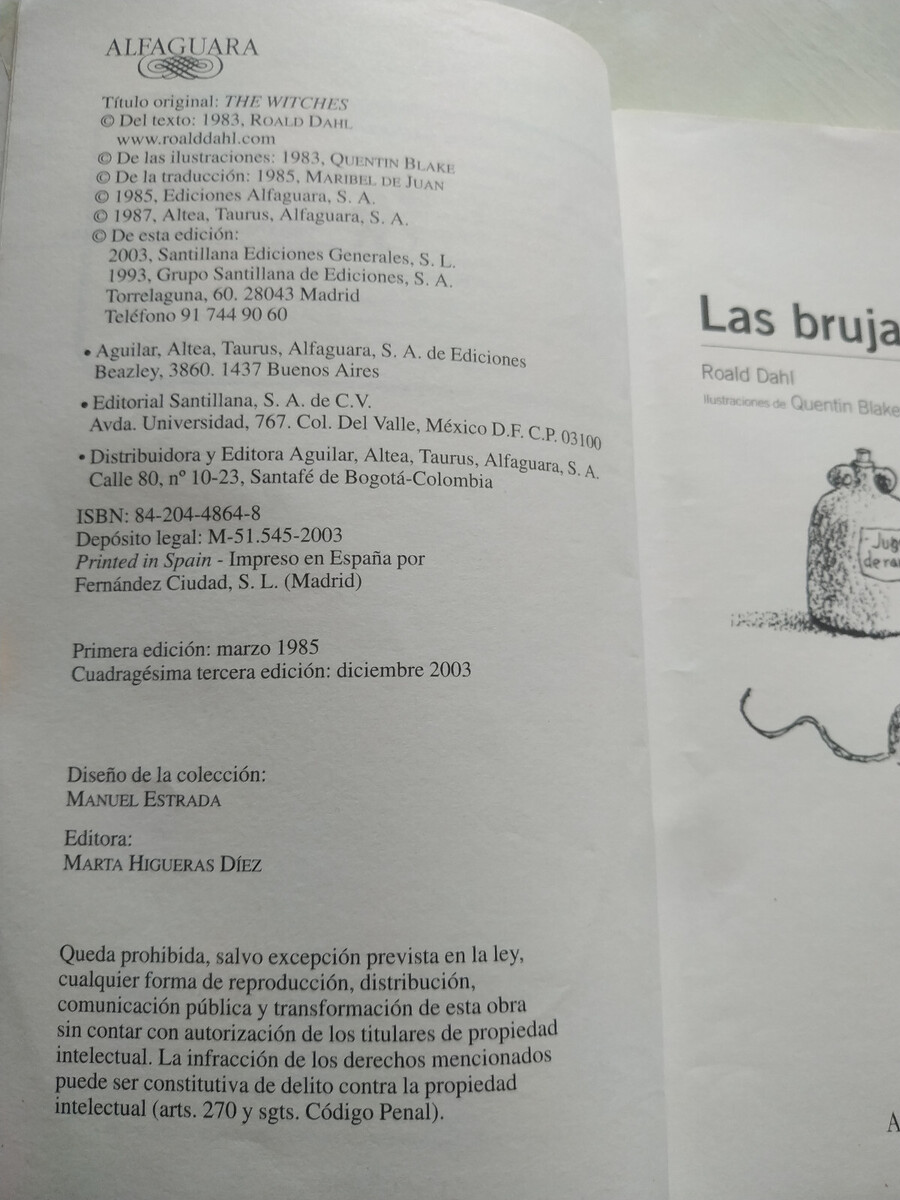 ALFAGUARA
Título original: THE WITCHES
© Del texto: 1983, ROALD DAHL
www.roalddahl.com
© De las ilustraciones: 1983, QUENTIN BLAKE
© De la traducción: 1985, MARIBEL DE JUAN
© 1985, Ediciones Alfaguara, S. A.
© 1987, Altea, Taurus, Alfaguara, S. A.
© De esta edición:
2003, Santillana Ediciones Generales, S. L.
1993, Grupo Santillana de Ediciones, S. A.
Torrelaguna, 60. 28043 Madrid
Teléfono 91 744 90 60
• Aguilar, Altea, Taurus, Alfaguara, S. A. de Ediciones
Beazley, 3860. 1437 Buenos Aires
• Editorial Santillana, S. A. de C.V.
Avda. Universidad, 767. Col. Del Valle, México D.F. C.P. 03100
• Distribuidora y Editora Aguilar, Altea, Taurus, Alfaguara, S. A.
Calle 80, nº 10-23, Santafé de Bogotá-Colombia
ISBN: 84-204-4864-8
Depósito legal: M-51.545-2003
Printed in Spain - Impreso en España por
Fernández Ciudad, S. L. (Madrid)
Primera edición: marzo 1985
Cuadragésima tercera edición: diciembre 2003
Diseño de la colección:
MANUEL ESTRADA
Editora:
MARTA HIGUERAS DÍEZ
Queda prohibida, salvo excepción prevista en la ley,
cualquier forma de reproducción, distribución,
comunicación pública y transformación de esta obra
sin contar con autorización de los titulares de propiedad
intelectual. La infracción de los derechos mencionados
puede ser constitutiva de delito contra la propiedad
intelectual (arts. 270 y sgts. Código Penal).
Las bruja
Roald Dahl
Ilustraciones de Quentin Blake
Jug
de ra
A